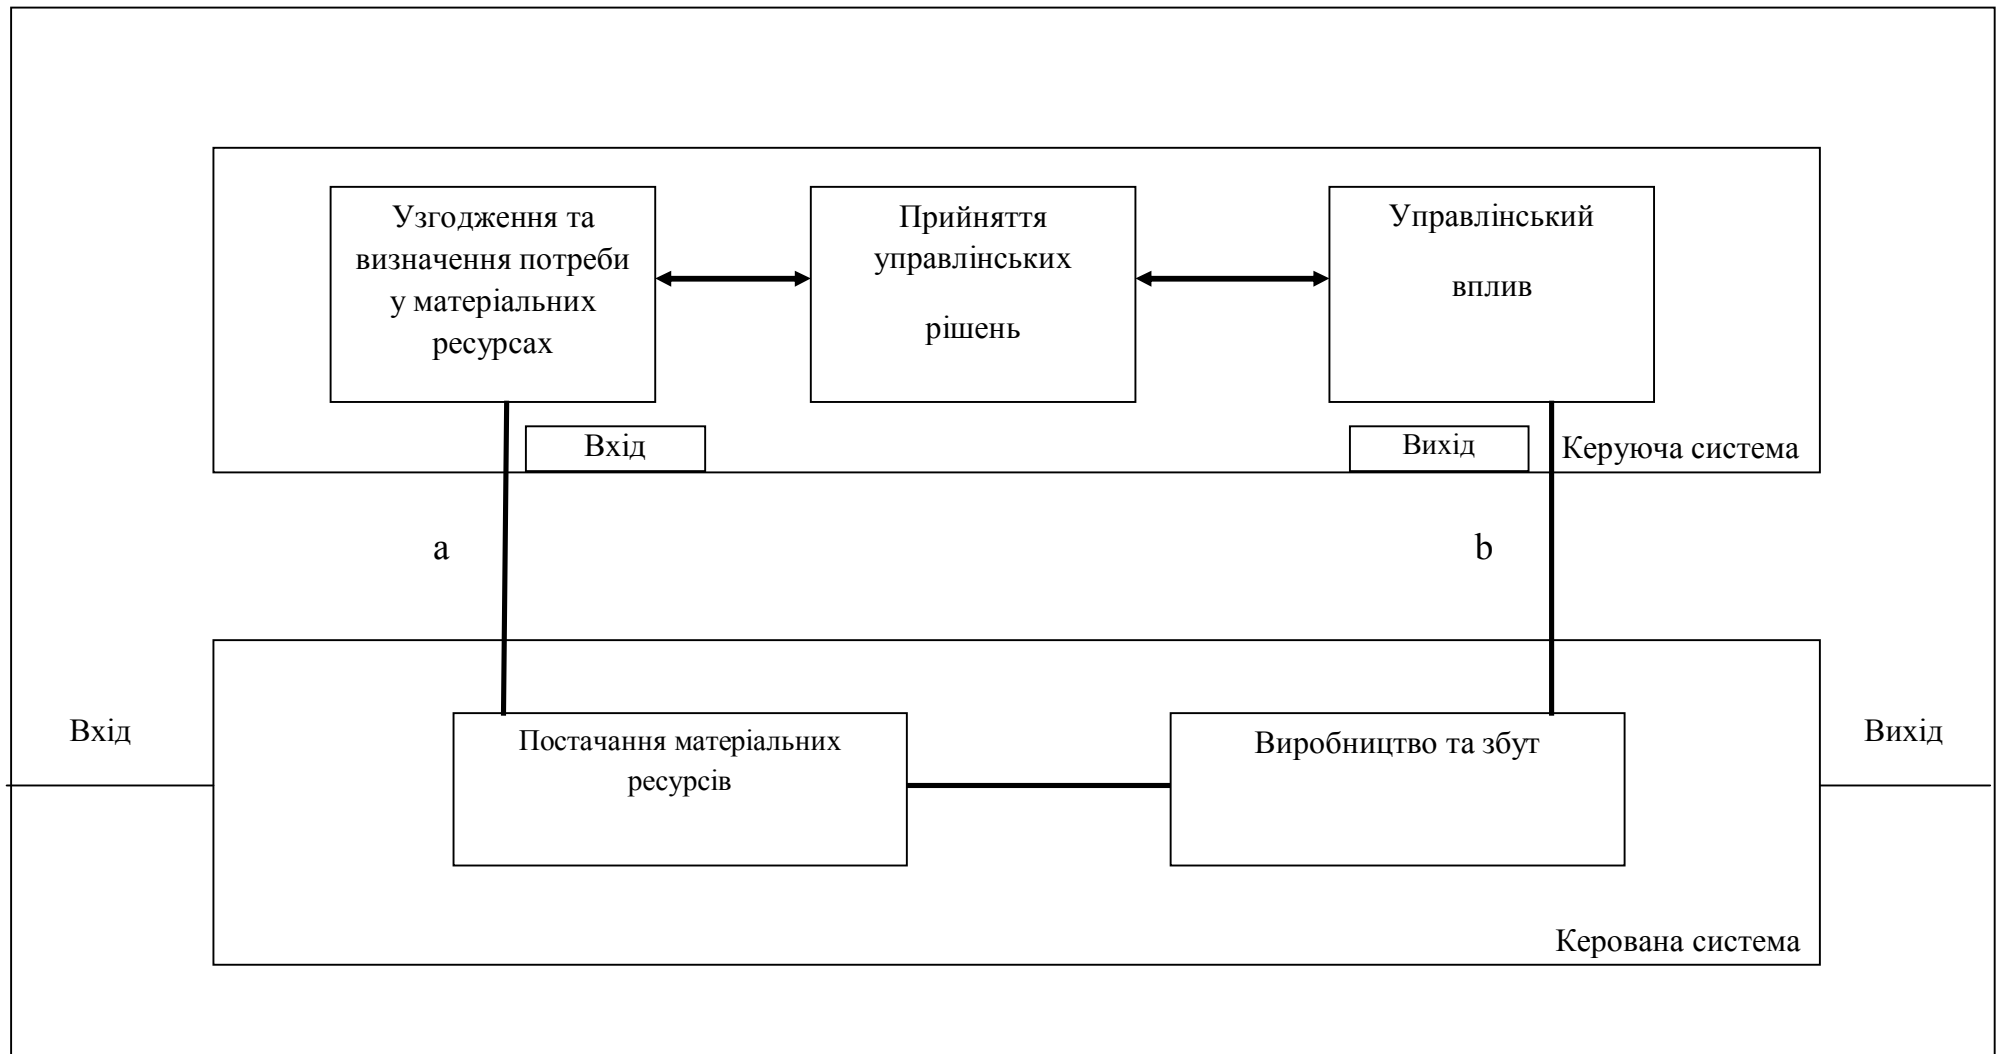 Узгодження та
визначення потреби
у матеріальних
ресурсах
Прийняття
управлінських
рішень
Управлінський
вплив
Вхід
Вихід
Керуюча система
a
b
Вхід
Постачання матеріальних
ресурсів
Виробництво та збут
Вихід
Керована система